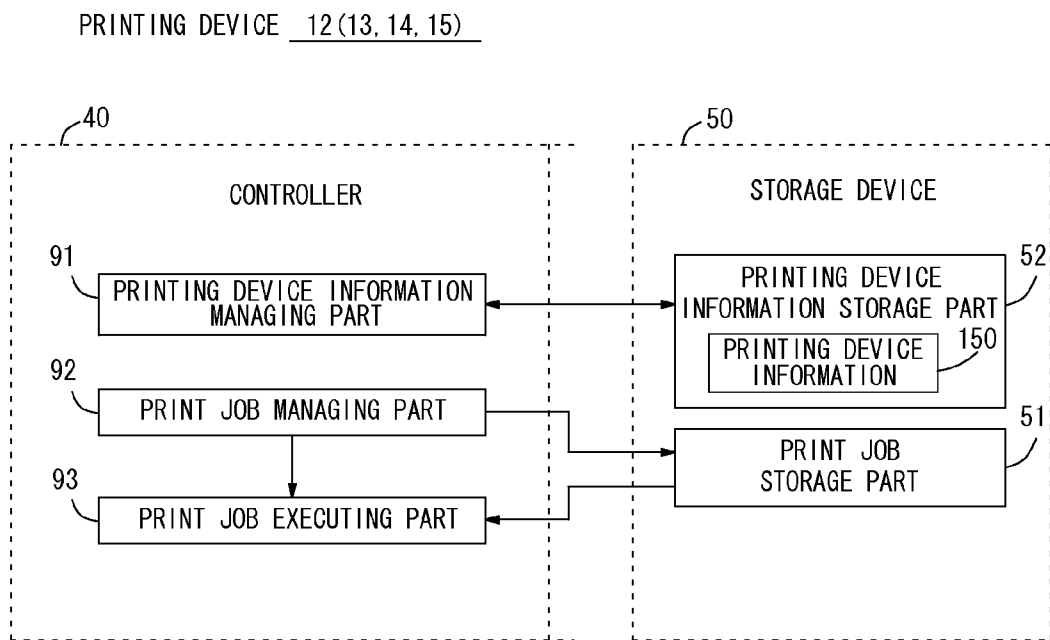 PRINTING DEVICE 12(13, 14, 15)
40
50
CONTROLLER
STORAGE DEVICE
91
PRINTING DEVICE INFORMATION
MANAGING PART
52
PRINTING DEVICE
INFORMATION STORAGE PART
150
PRINTING DEVICE
INFORMATION
92
PRINT JOB MANAGING PART
51
PRINT JOB
STORAGE PART
93
PRINT JOB EXECUTING PART